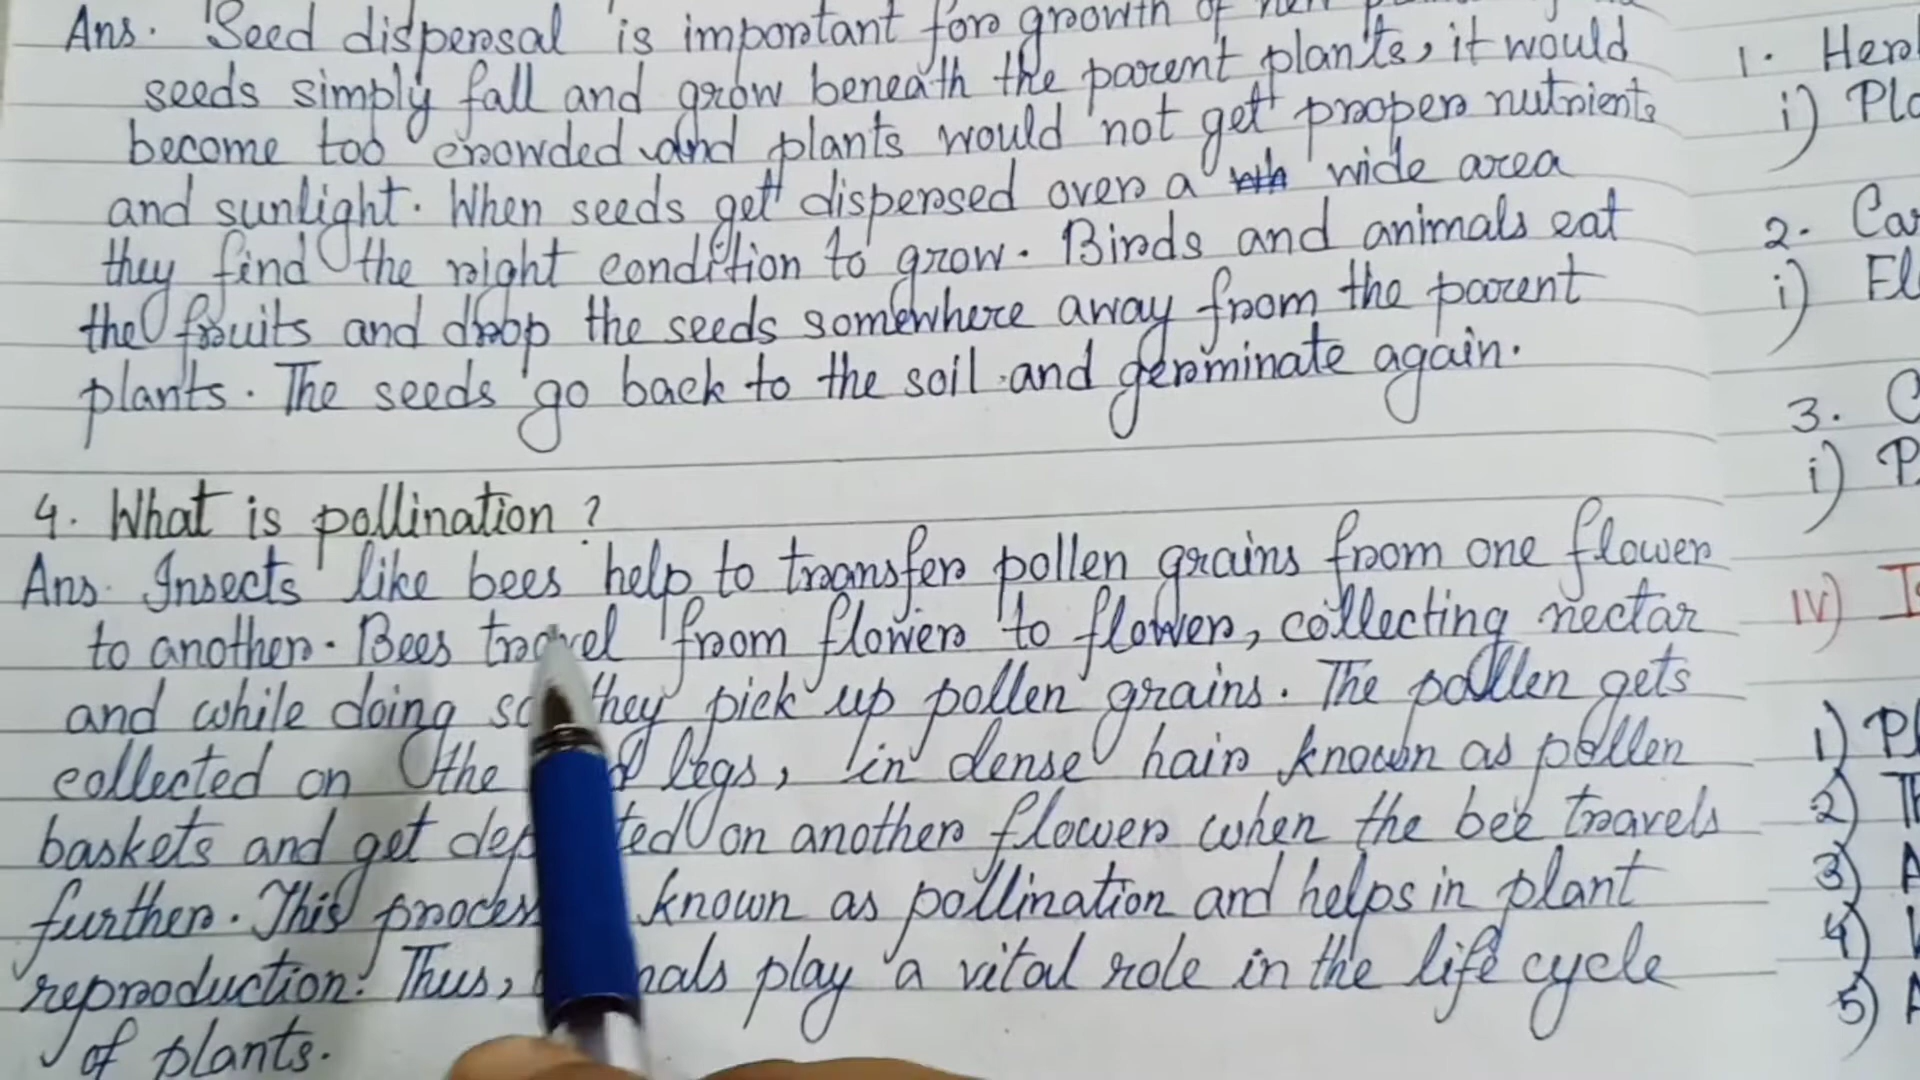 Ans. Seed dispersal is important for growth of new
seeds simply fall and grow beneath the parent plants, it would
become too crowded and plants would not get proper nutrients
and sunlight. When seeds get dispersed over a wide area
they find the right condition to grow. Birds and animals eat
the fruits and drop the seeds somewhere away from the parent
plants. The seeds go back to the soil and germinate again.
4. What is pollination?
Ans. Insects like bees help to transfer pollen grains from one flower
to another. Bees travel from flower to flower, collecting nectar
and while doing so they pick up pollen grains. The pollen gets
collected on the legs, in dense hair known as pollen
baskets and get deposited on another flower when the bee travels
further. This process known as pollination and helps in plant
reproduction. Thus, animals play a vital role in the life cycle
of plants.
1.
i)
2.
i)
3.
i)
IV)
1)
2)
3)
4)
5)